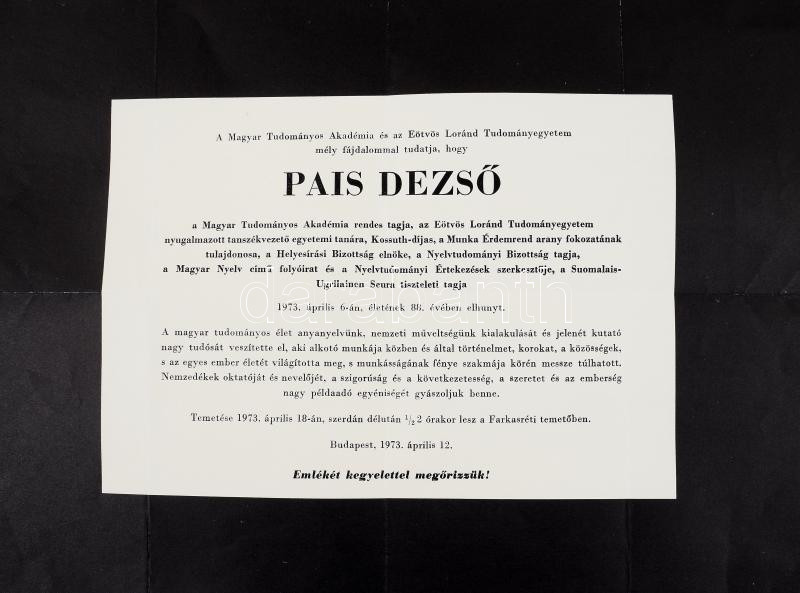 A Magyar Tudományos Akadémia és az Eötvös Loránd Tudományegyetem
mély fájdalommal tudatja, hogy
PAIS DEZSŐ
a Magyar Tudományos Akadémia rendes tagja, az Eötvös Loránd Tudományegyetem
nyugalmazott tanszékvezető egyetemi tanára, Kossuth-díjas, a Munka Érdemrend arany fokozatának
tulajdonosa, a Helyesírási Bizottság elnöke, a Nyelvtudományi Bizottság tagja,
a Magyar Nyelv című folyóirat és a Nyelvtudományi Értekezések szerkesztője, a Suomalais-
Ugrilainen Seura tiszteleti tagja
darabanth
1973. április 6-án, életének 88. évében elhunyt.
A magyar tudományos élet anyanyelvünk, nemzeti műveltségünk kialakulását és jelenét kutató
nagy tudósát veszítette el, aki alkotó munkája közben és által történelmet, korokat, a közösségek,
s az egyes ember életét világította meg, s munkásságának fénye szakmája körén messze túlhatott.
Nemzedékek oktatóját és nevelőjét, a szigorúság és a következetesség, a szeretet és az emberség
nagy példaadó egyéniségét gyászoljuk benne.
Temetése 1973. április 18-án, szerdán délután 1/2 2 órakor lesz a Farkasréti temetőben.
Budapest, 1973. április 12.
Emlékét kegyelettel megőrizzük!